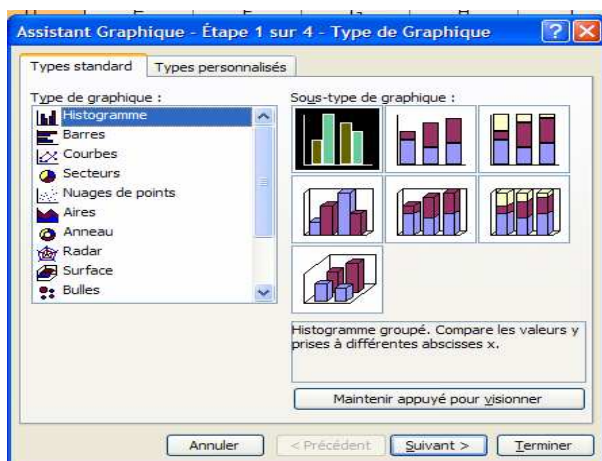 Assistant Graphique - Étape 1 sur 4 - Type de Graphique
Types standard
Types personnalisés
Type de graphique :
Histogramme
Barres
Courbes
Secteurs
Nuages de points
Aires
Anneau
Radar
Surface
Bulles
Sous-type de graphique :
Histogramme groupé. Compare les valeurs y
prises à différentes abscisses x.
Maintenir appuyé pour visionner
Annuler
< Précédent
Suivant >
Terminer